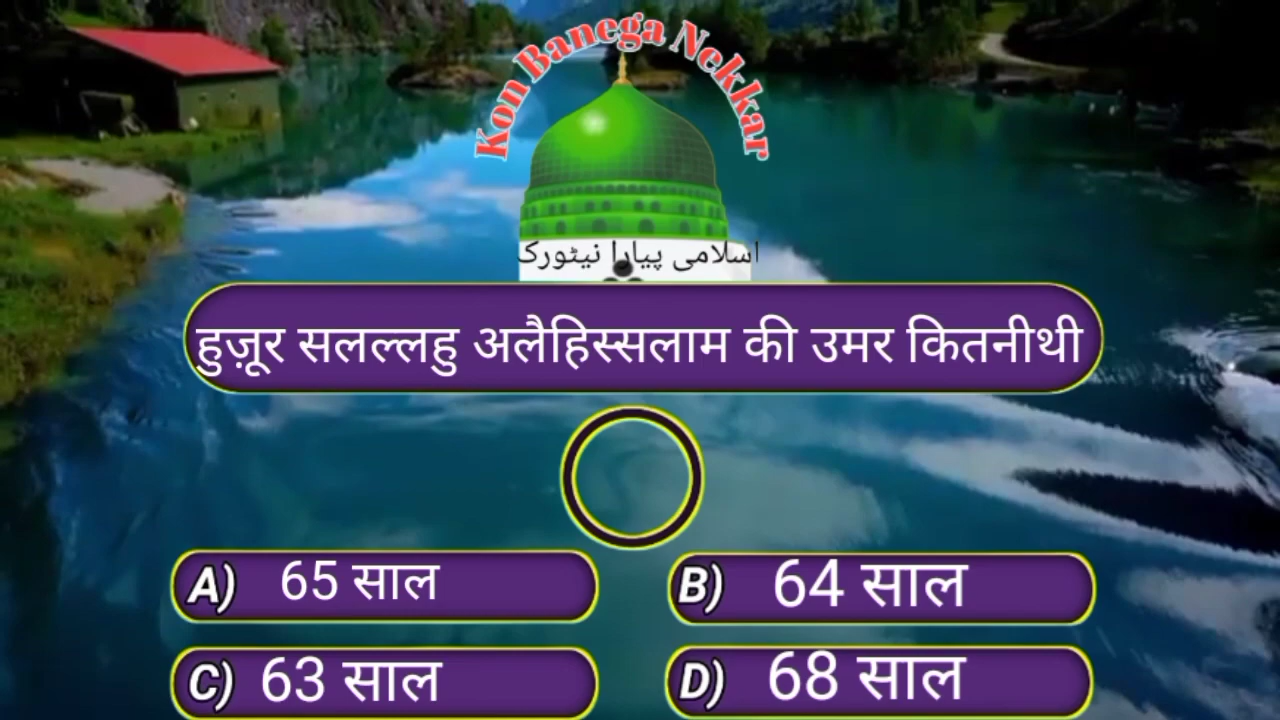 Kon Banega Nekkar
اسلامی پیارا نیٹورک
हुज़ूर सलल्लहु अलैहिस्सलाम की उमर कितनीथी
A) 65 साल
B) 64 साल
C) 63 साल
D) 68 साल